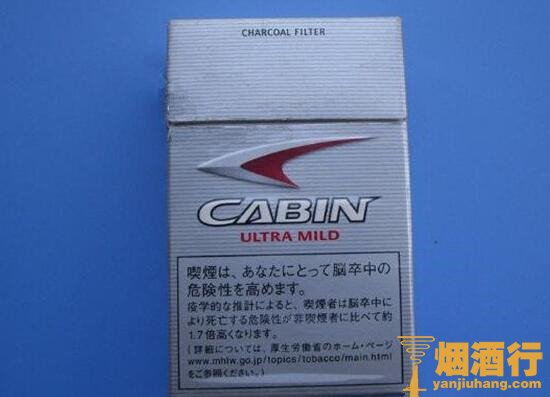 CHARCOAL FILTER
CABIN
ULTRA MILD
喫煙は、あなたにとって脳卒中の
危険性を高めます。
疫学的な推計によると、喫煙者は脳卒中に
より死亡する危険性が非喫煙者に比べて約
1.7倍高くなります。
(詳細については、厚生労働省のホーム・ページ
www.mhlw.go.jp/topics/tobacco/main.html
をご参照ください。)
烟酒行
yanjiuhang.com